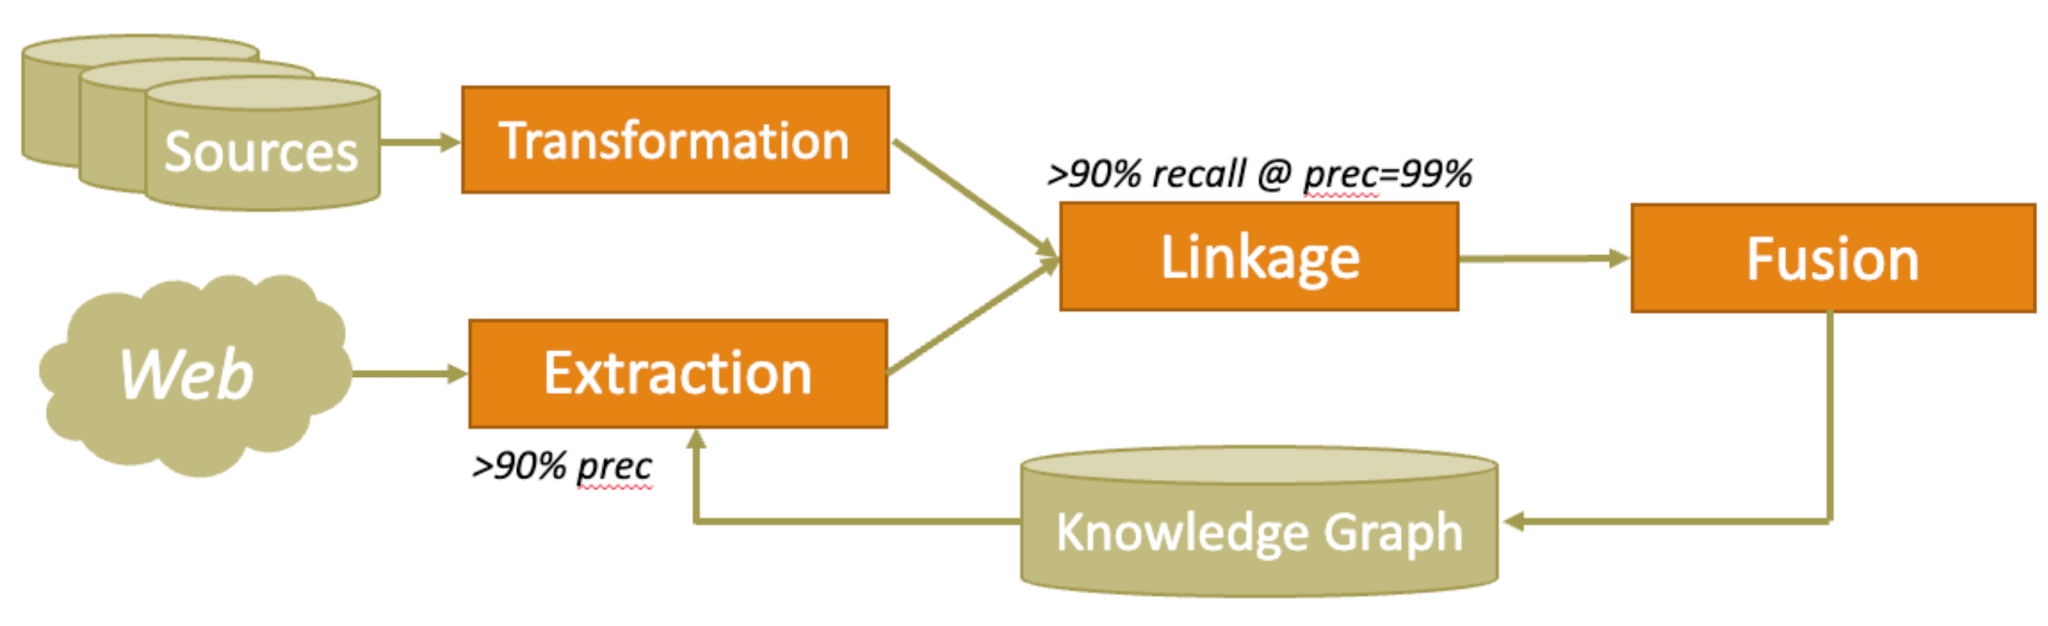 Sources
Transformation
>90% recall @ prec=99%
Linkage
Fusion
Web
Extraction
>90% prec
Knowledge Graph